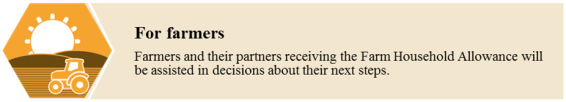 For farmers
Farmers and their partners receiving the Farm Household Allowance will
be assisted in decisions about their next steps.